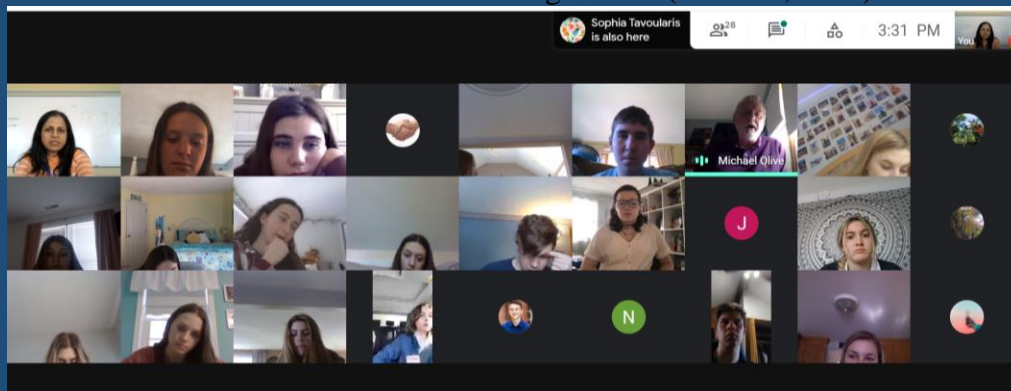 Sophia Tavoularis
is also here
28
3:31 PM
You
Michael Olive
J
N